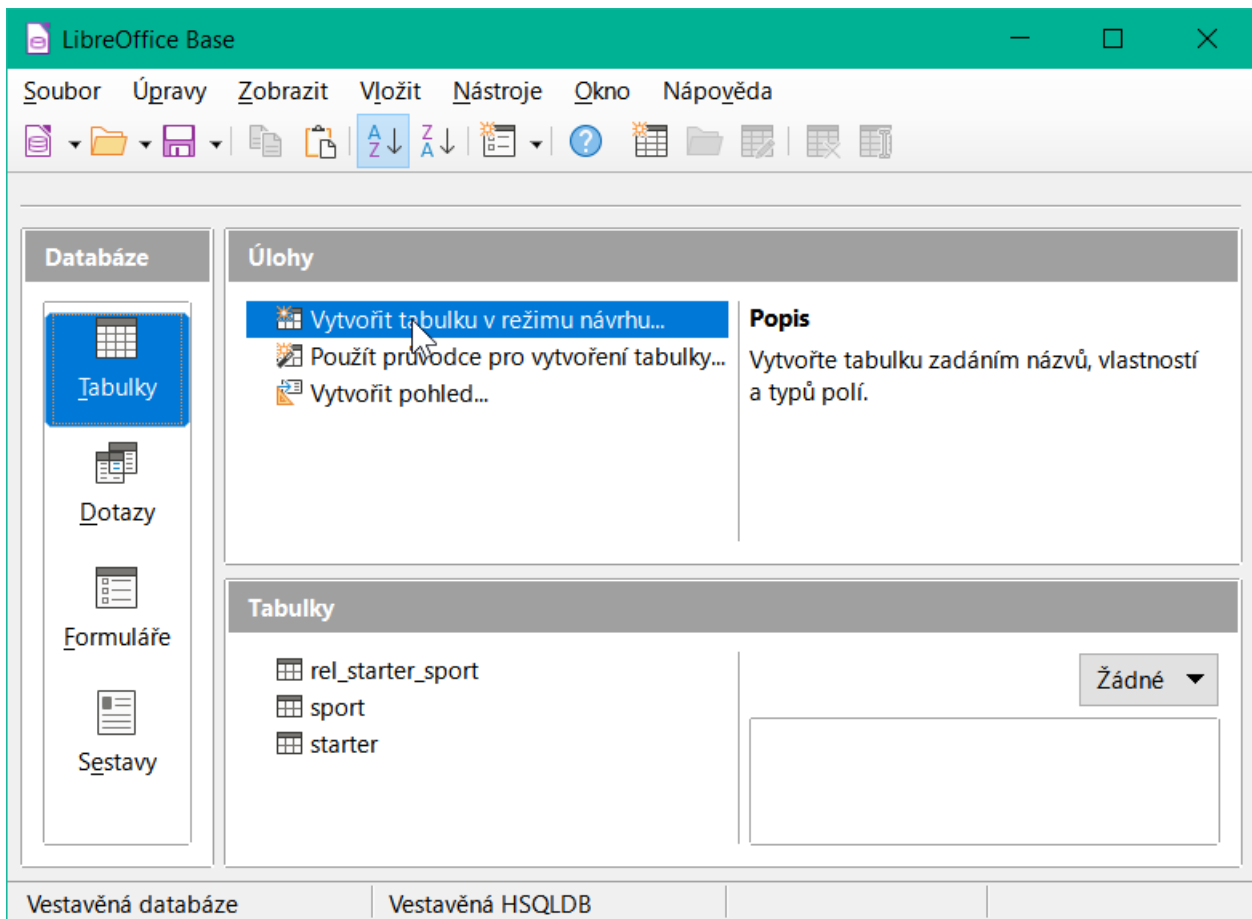 LibreOffice Base
Soubor Úpravy Zobrazit Vložit Nástroje Okno Nápověda
Databáze
Tabulky
Dotazy
Formuláře
Sestavy
Úlohy
Vytvořit tabulku v režimu návrhu...
Použít průvodce pro vytvoření tabulky...
Vytvořit pohled...
Popis
Vytvořte tabulku zadáním názvů, vlastností
a typů polí.
Tabulky
rel_starter_sport
sport
starter
Žádné
Vestavěná databáze Vestavěná HSQLDB